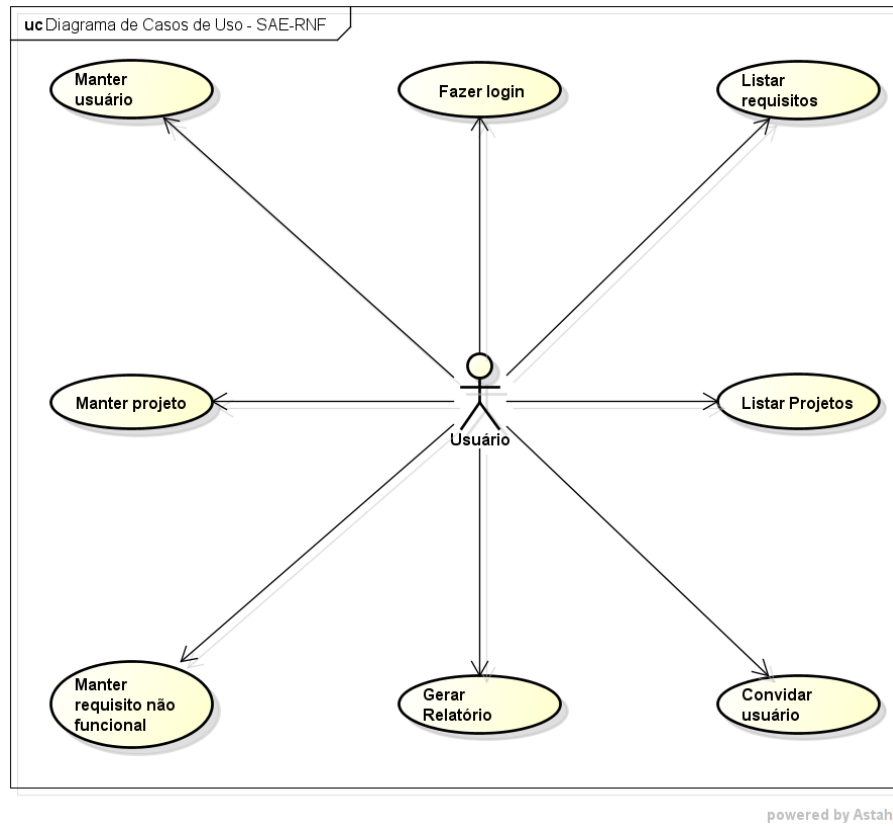 uc Diagrama de Casos de Uso - SAE-RNF
Manter
usuário
Fazer login
Listar
requisitos
Manter projeto
Usuário
Listar Projetos
Manter
requisito não
funcional
Gerar
Relatório
Convidar
usuário
powered by Astah